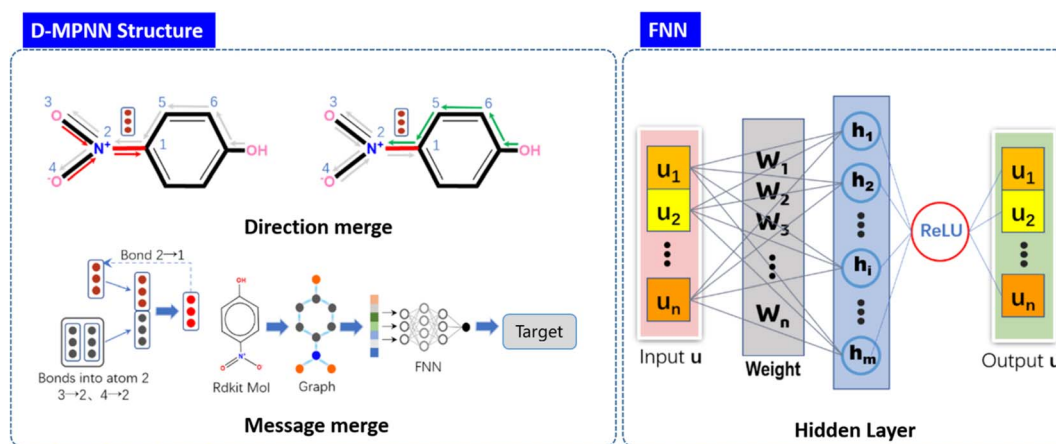 D-MPNN Structure
3
5
6
2
O
N⁺
1
4
⁻O
OH
3
5
6
2
O
N⁺
1
4
⁻O
OH
Direction merge
Bond 2→1
Bonds into atom 2
3→2、4→2
OH
N⁺
O
O⁻
Rdkit Mol
Graph
FNN
Target
Message merge
FNN
u₁
u₂
uₙ
Input u
W₁
W₂
W₃
Wₙ
Weight
h₁
h₂
hᵢ
hₘ
Hidden Layer
ReLU
u₁
u₂
uₙ
Output u